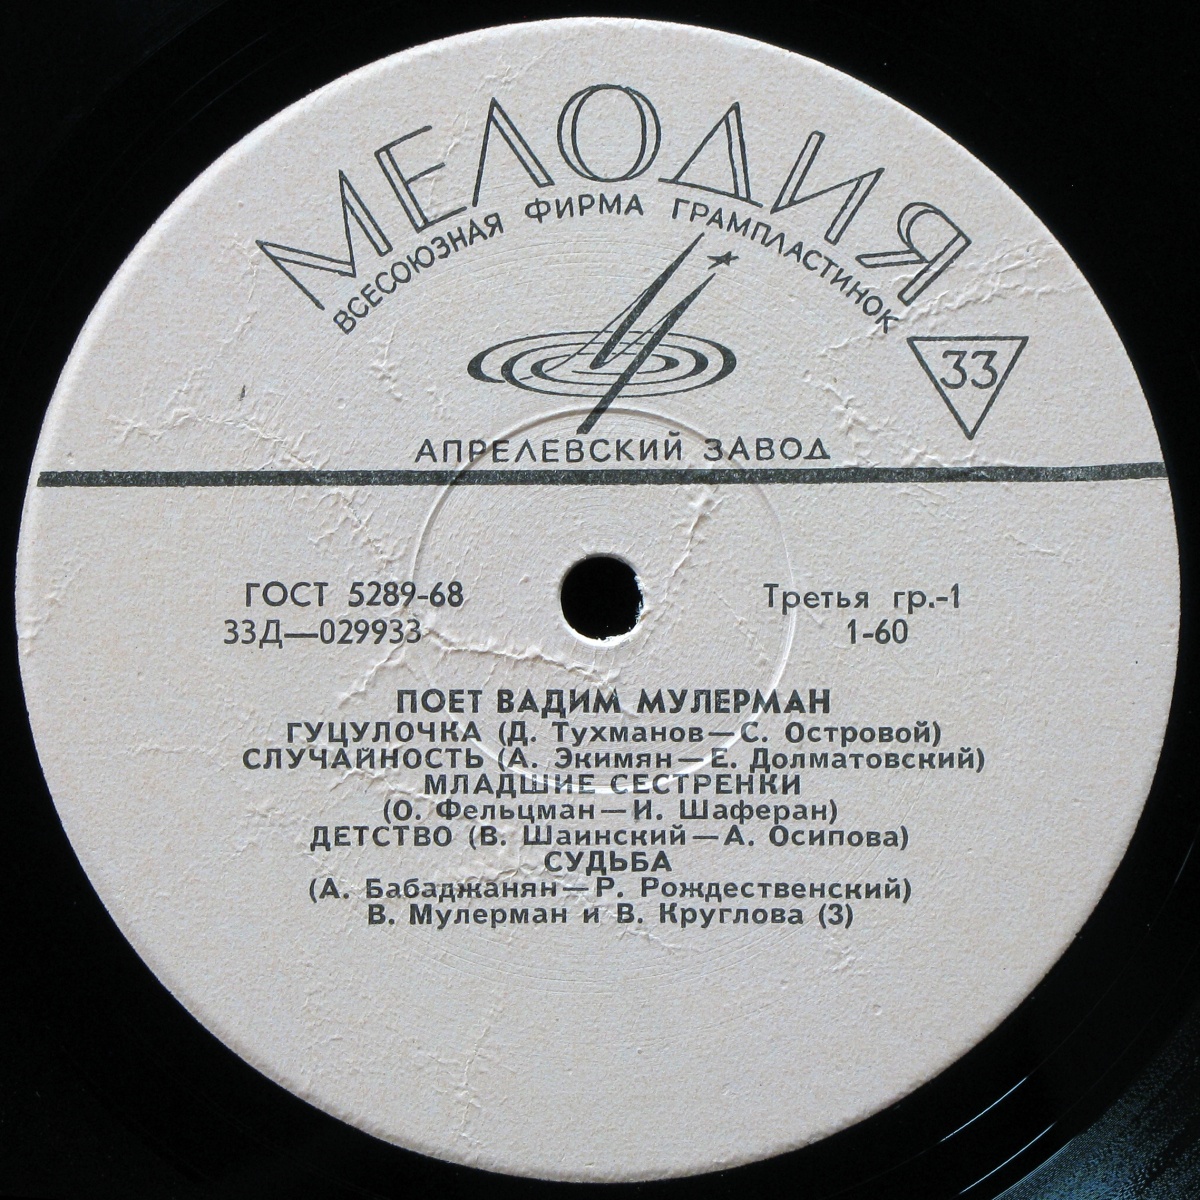 МЕЛОДИЯ
ВСЕСОЮЗНАЯ ФИРМА ГРАМПЛАСТИНОК
33
АПРЕЛЕВСКИЙ ЗАВОД
ГОСТ 5289-68
33Д—029933
Третья гр.-1
1-60
ПОЕТ ВАДИМ МУЛЕРМАН
ГУЦУЛОЧКА (Д. Тухманов—С. Островой)
СЛУЧАЙНОСТЬ (А. Экимян—Е. Долматовский)
МЛАДШИЕ СЕСТРЕНКИ
(О. Фельцман—И. Шаферан)
ДЕТСТВО (В. Шаинский—А. Осипова)
СУДЬБА
(А. Бабаджанян—Р. Рождественский)
В. Мулерман и В. Круглова (3)